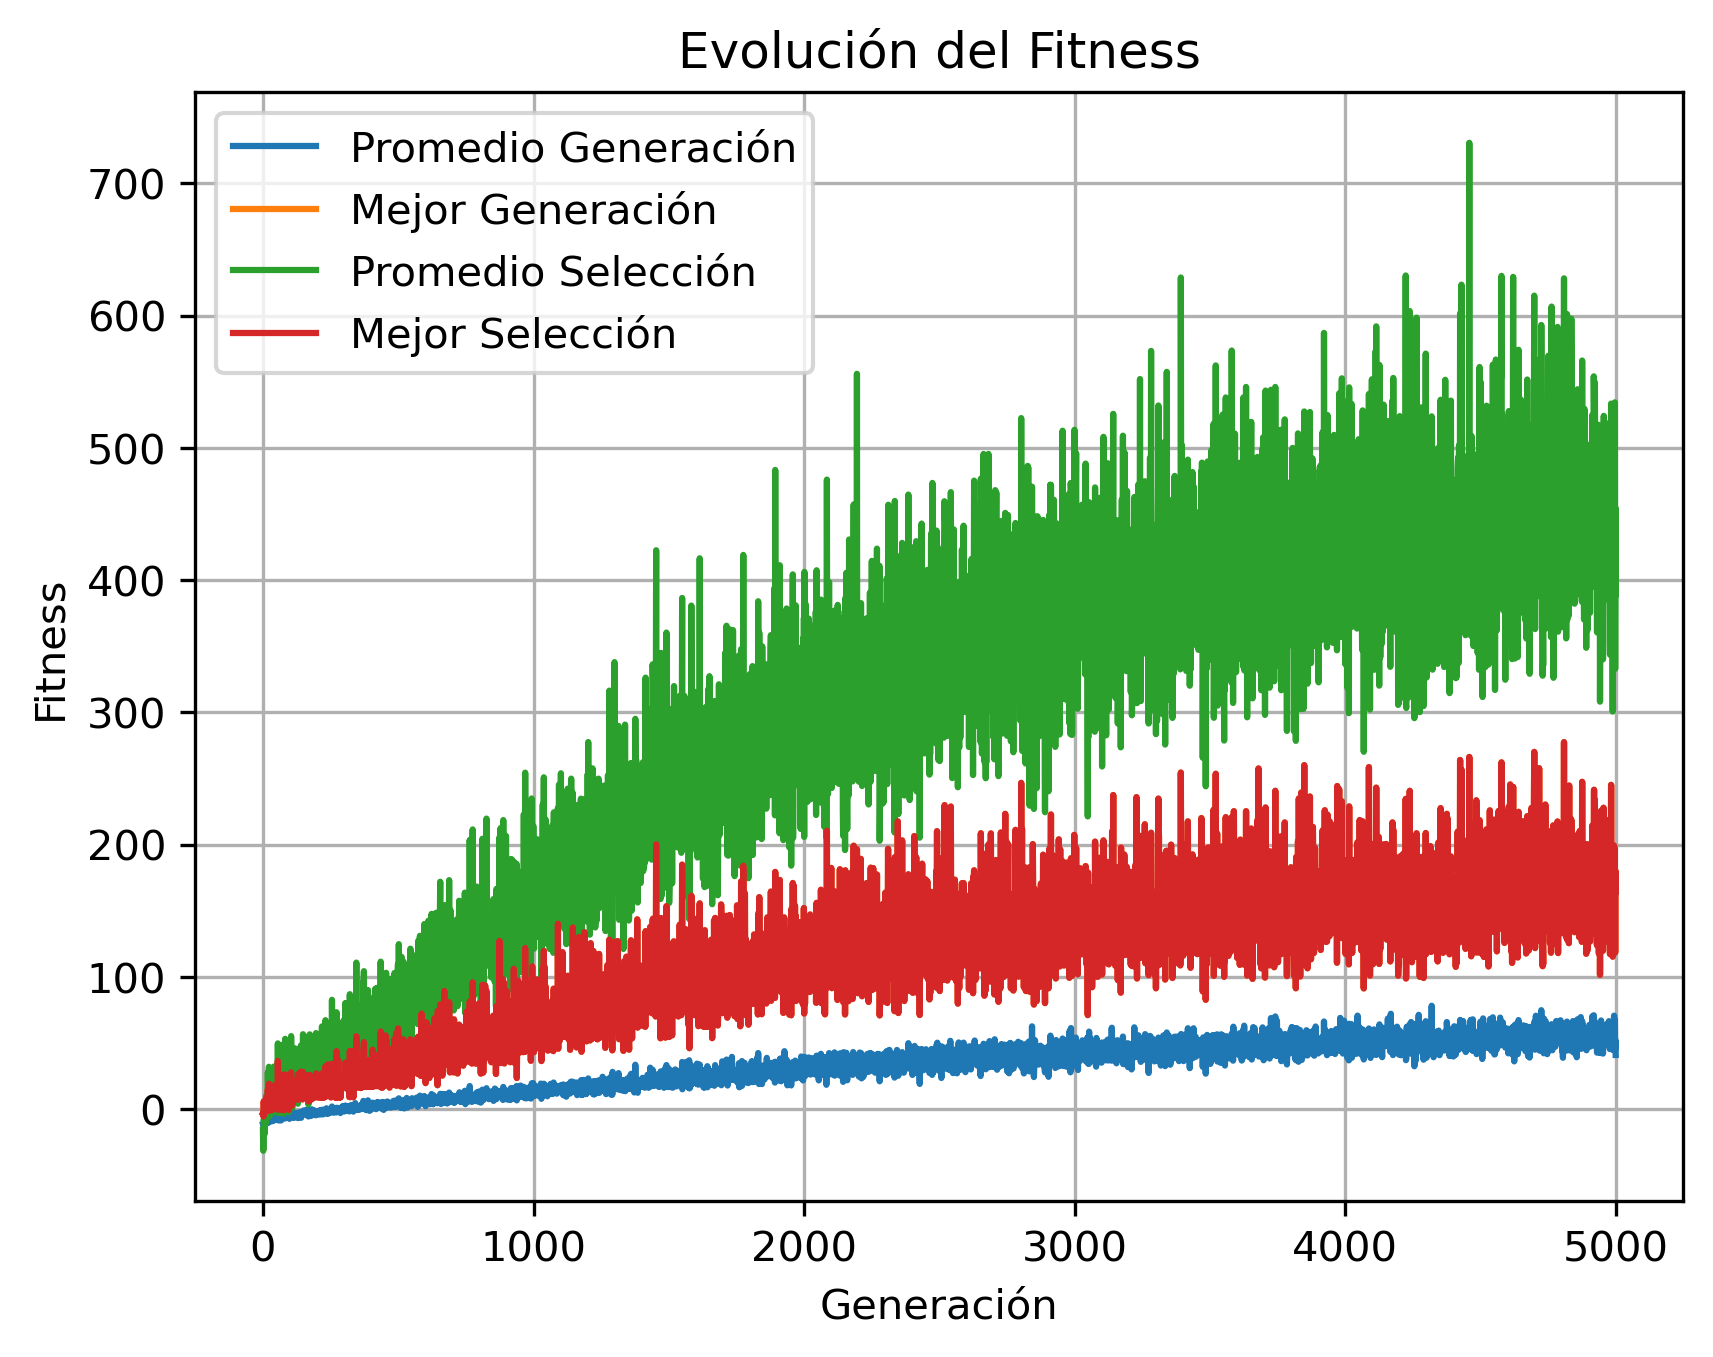 Evolución del Fitness
Promedio Generación
Mejor Generación
Promedio Selección
Mejor Selección
700
600
500
400
300
200
100
0
Fitness
0 1000 2000 3000 4000 5000
Generación